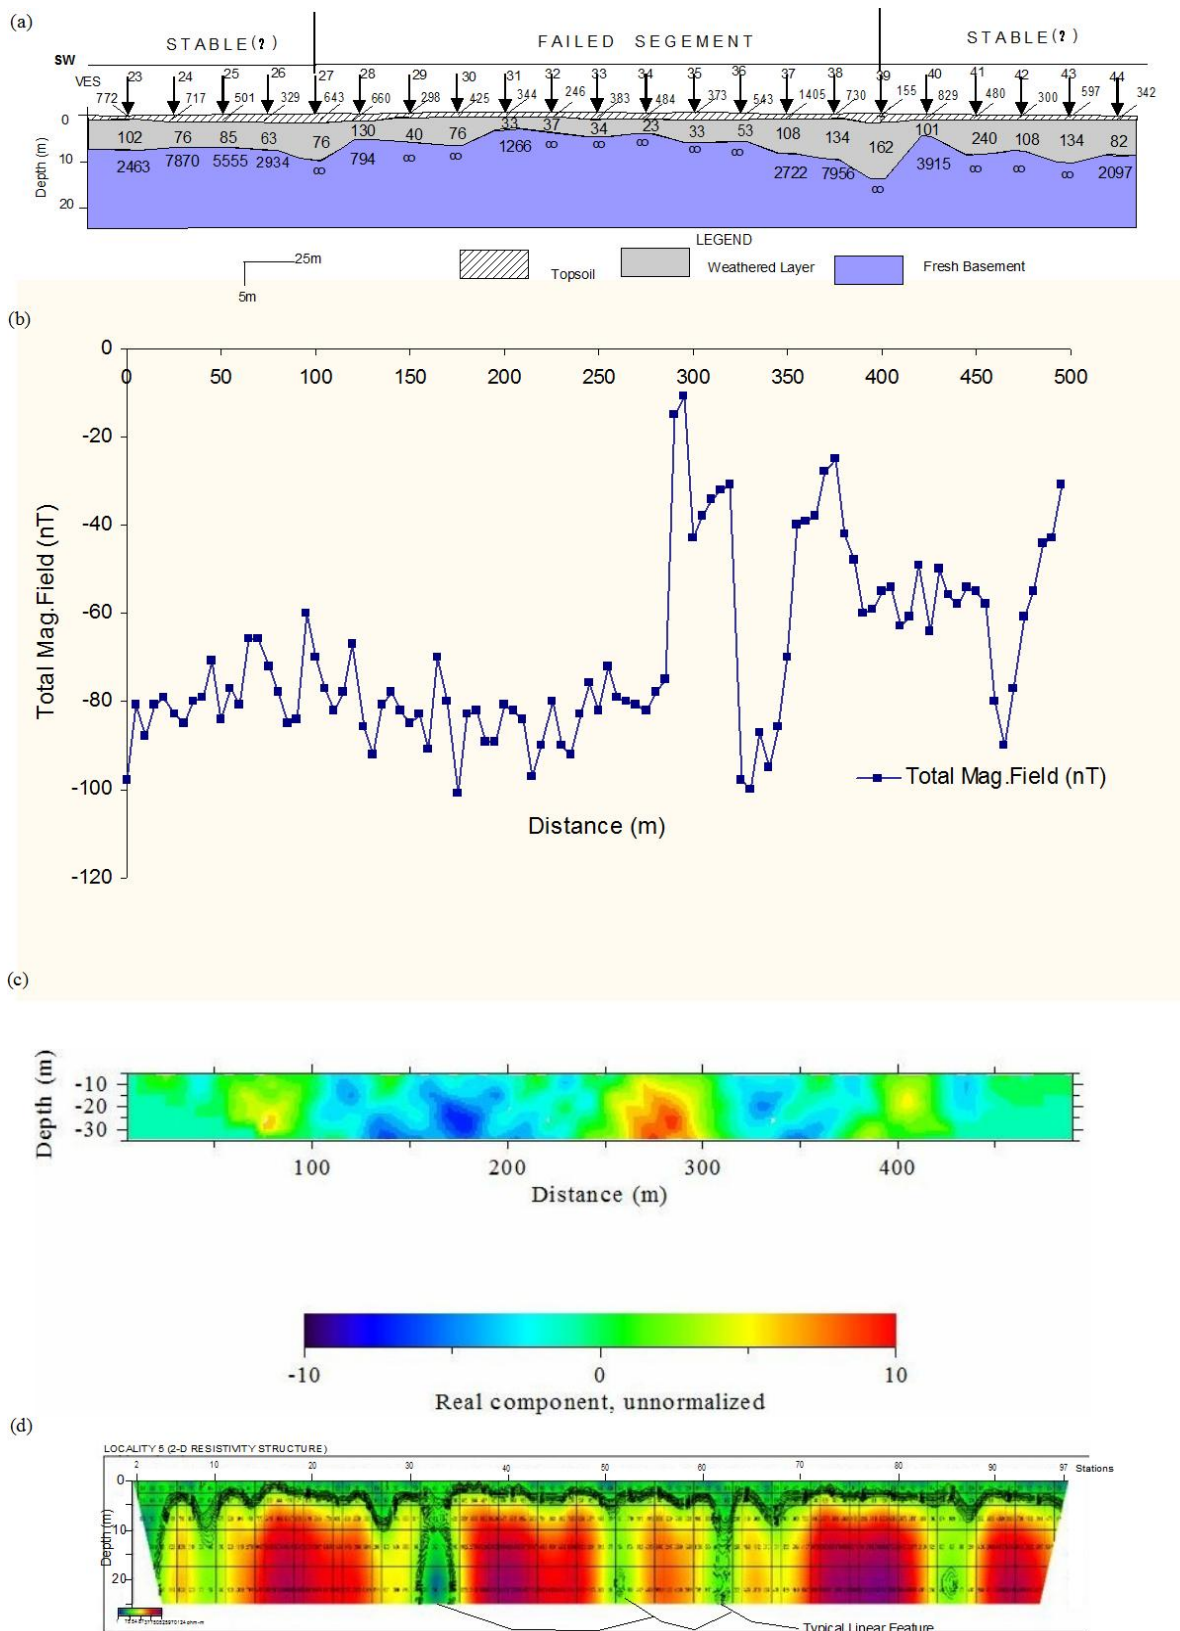 (a)
STABLE(?) FAILED SEGEMENT STABLE(?)
SW
VES 23 24 25 26 27 28 29 30 31 32 33 34 35 36 37 38 39 40 41 42 43 44
772 717 501 329 643 660 298 425 344 246 383 484 373 543 1405 730 155 829 480 300 597 342
0
102 76 85 63 76 130 40 76 33 37 34 23 33 53 108 134 162 101 240 108 134 82
10
2463 7870 5555 2934 ∞ 794 ∞ ∞ 1266 ∞ ∞ ∞ ∞ ∞ 2722 7956 ∞ 3915 ∞ ∞ ∞ 2097
20
Depth (m)
LEGEND
25m
5m
Topsoil Weathered Layer Fresh Basement
(b)
0
0 50 100 150 200 250 300 350 400 450 500
-20
-40
-60
-80
-100
-120
Total Mag.Field (nT)
Total Mag.Field (nT)
Distance (m)
(c)
Depth (m)
-10
-20
-30
100 200 300 400
Distance (m)
-10 0 10
Real component, unnormalized
(d)
LOCALITY 5 (2-D RESISTIVITY STRUCTURE)
2 10 20 30 40 50 60 70 80 90 97 Stations
0
10
20
Depth(m)
Typical Linear Feature